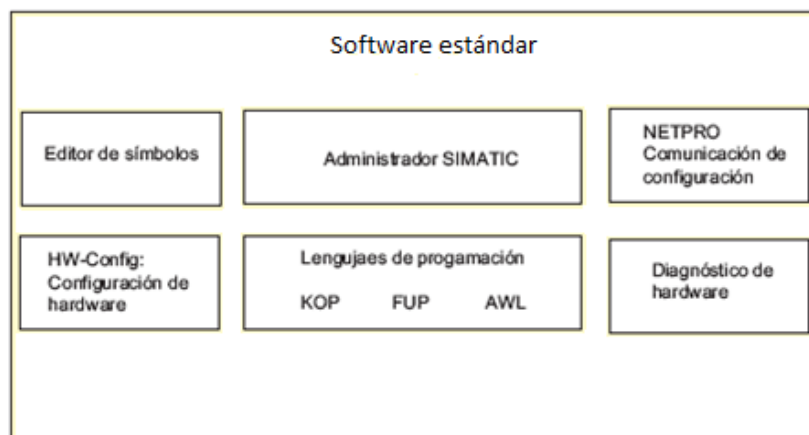 Software estándar
Editor de símbolos
Administrador SIMATIC
NETPRO
Comunicación de
configuración
HW-Config:
Configuración de
hardware
Lengujaes de progamación
KOP FUP AWL
Diagnóstico de
hardware